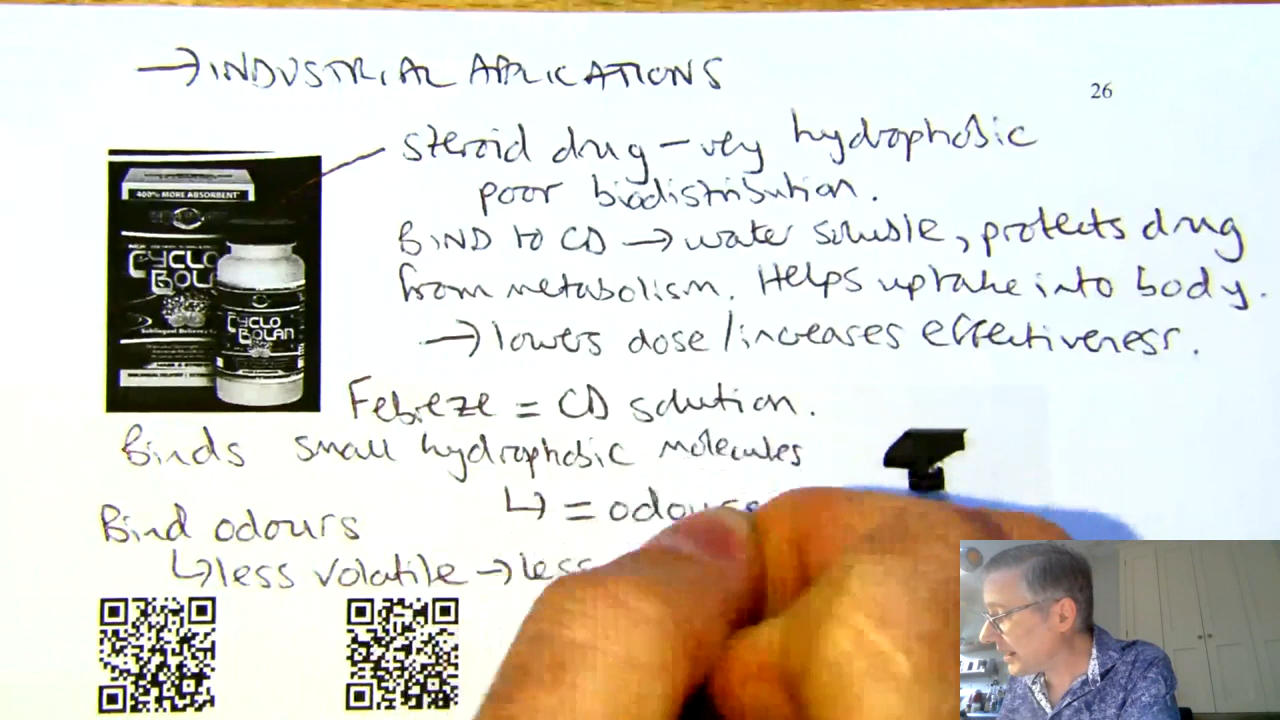 → INDUSTRIAL APPLICATIONS
26
steroid drug – very hydrophobic
poor biodistribution.
BIND TO CD → water soluble, protects drug
from metabolism. Helps uptake into body.
→ lowers dose / increases effectiveness.
400% MORE ABSORBENT
CYCLO
BOL
CYCLO
BOLAN
Febreze = CD solution.
Binds small hydrophobic molecules
↳ = odours
Bind odours
↳ less volatile → less